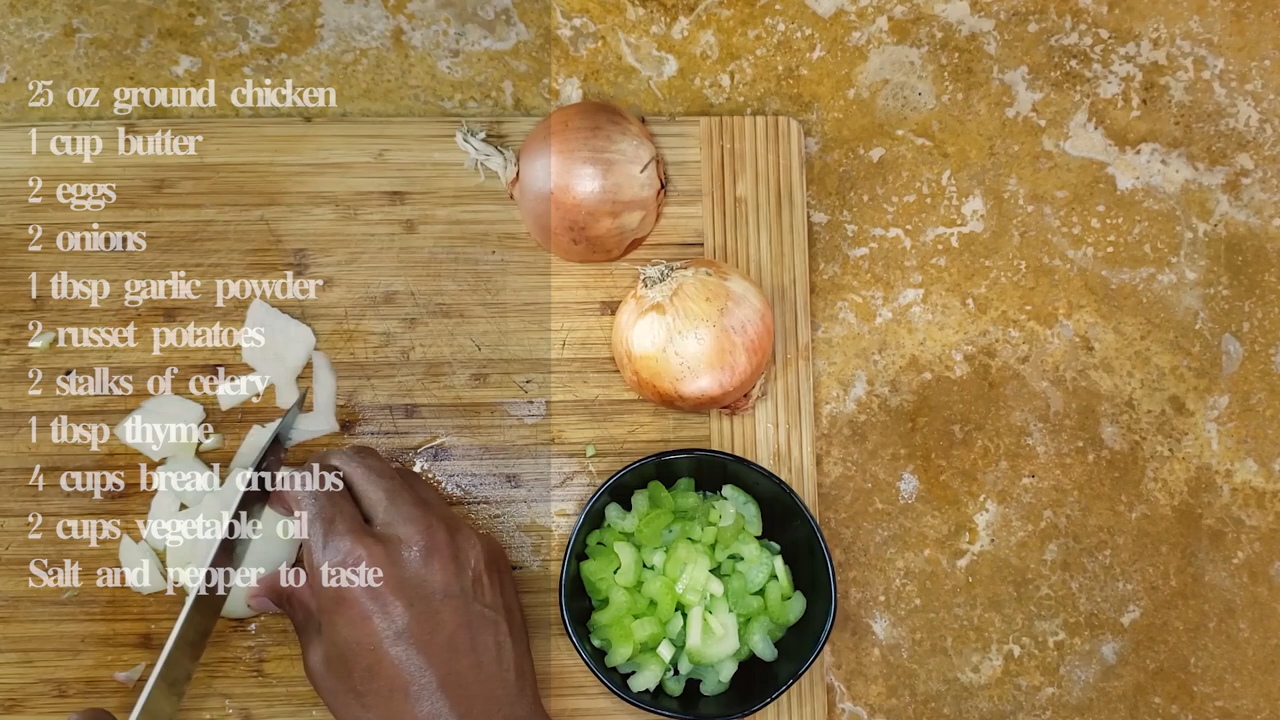 25 oz ground chicken
1 cup butter
2 eggs
2 onions
1 tbsp garlic powder
2 russet potatoes
2 stalks of celery
1 tbsp thyme
4 cups bread crumbs
2 cups vegetable oil
Salt and pepper to taste